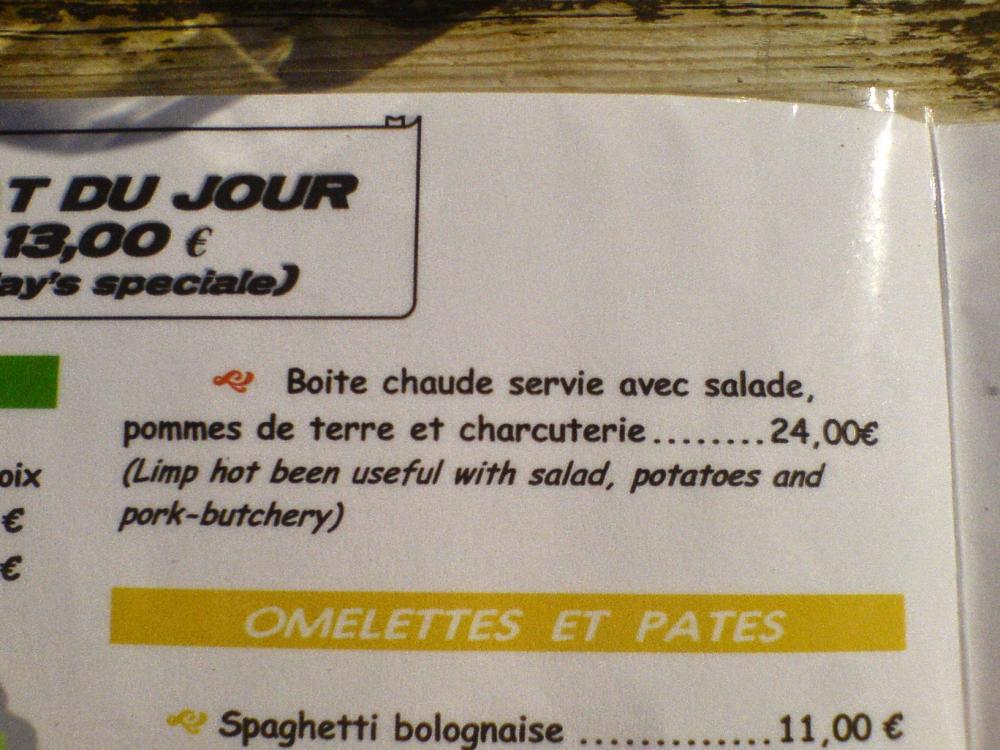 T DU JOUR
13,00 €
ay's speciale)
Boite chaude servie avec salade,
pommes de terre et charcuterie........24,00€
(Limp hot been useful with salad, potatoes and
pork-butchery)
oix
€
€
OMELETTES ET PATES
Spaghetti bolognaise .............11,00 €